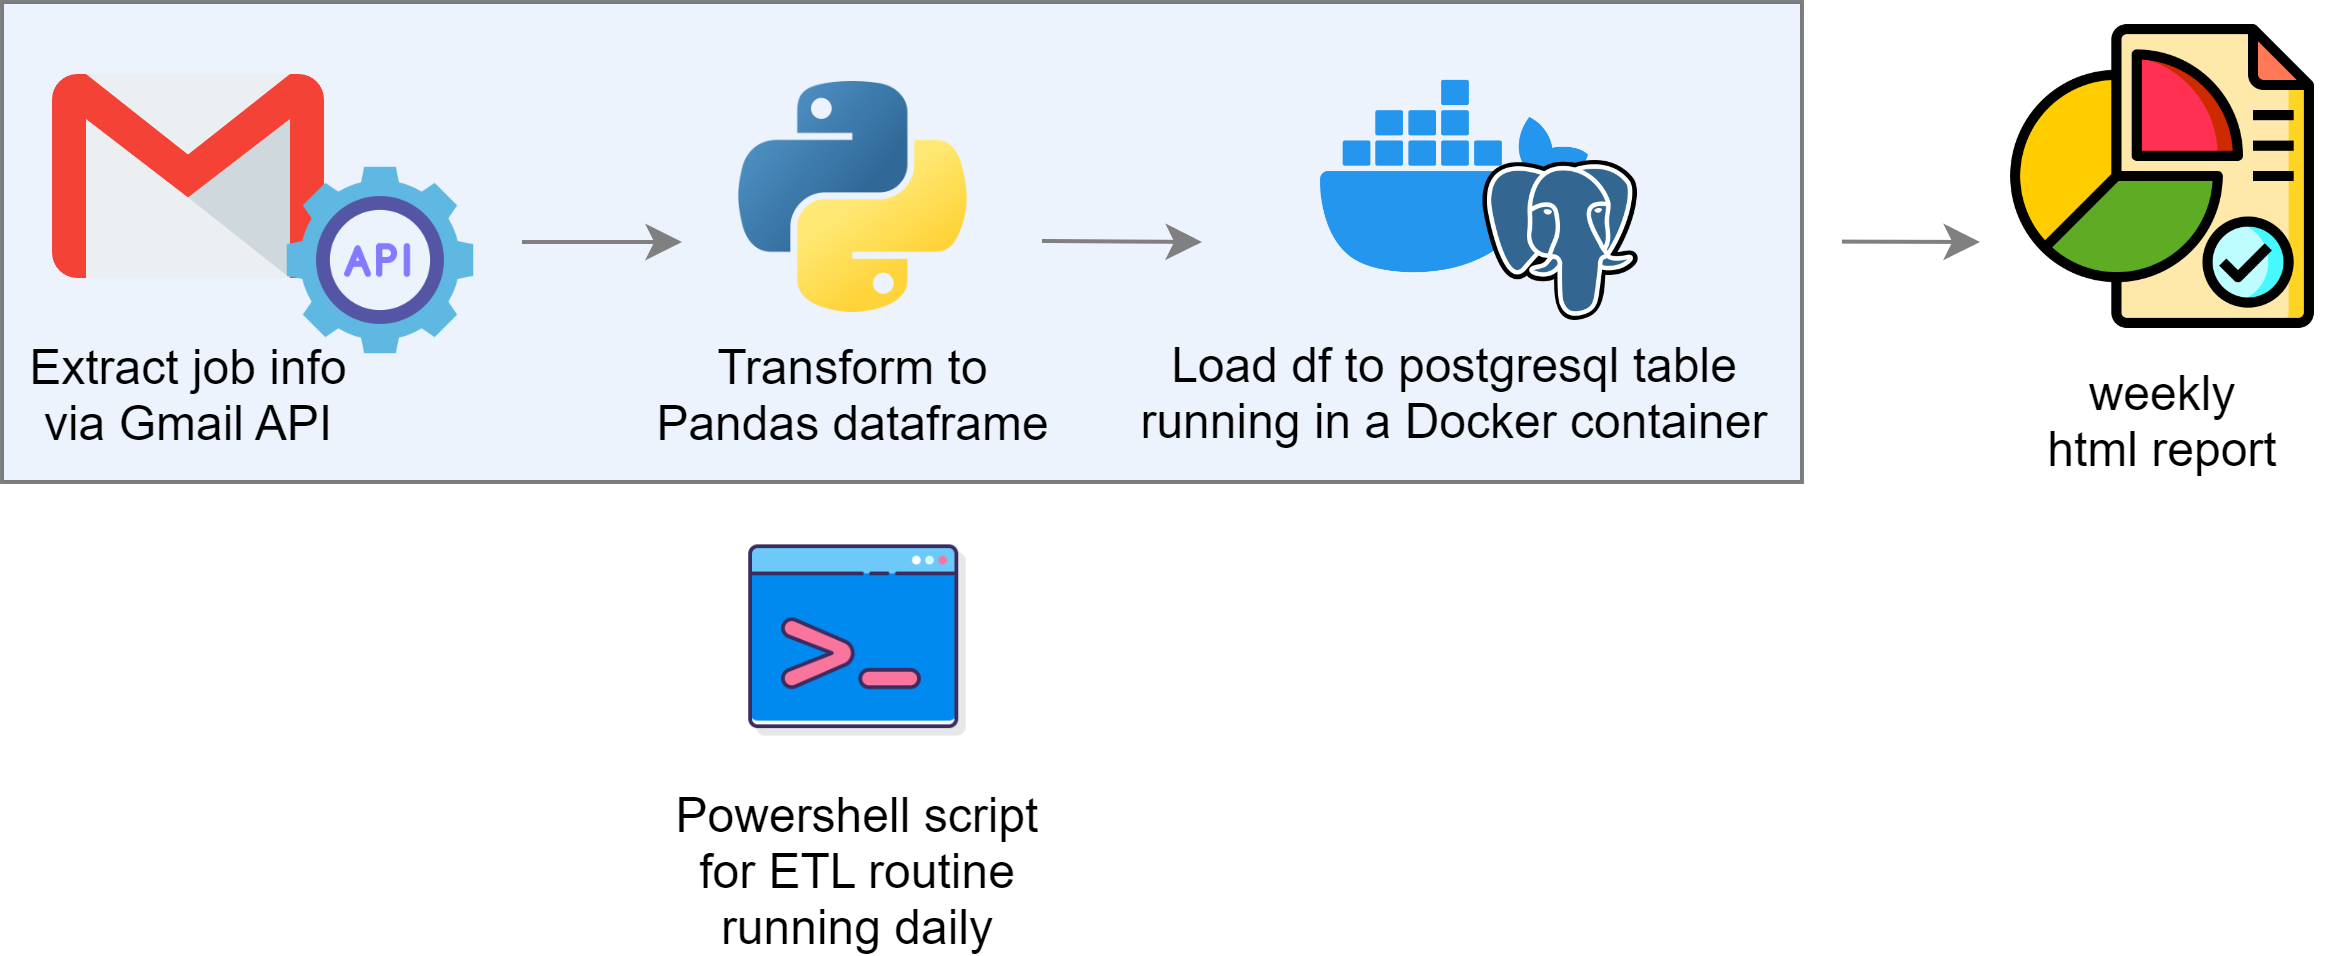 API
Extract job info
via Gmail API
Transform to
Pandas dataframe
Load df to postgresql table
running in a Docker container
weekly
html report
>_
Powershell script
for ETL routine
running daily